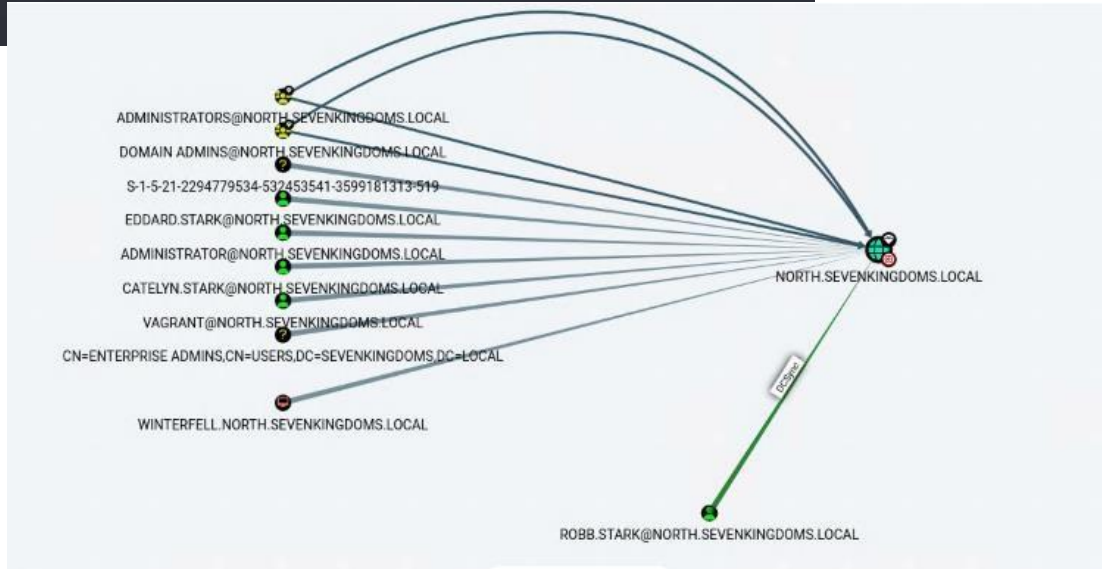 ADMINISTRATORS@NORTH.SEVENKINGDOMS.LOCAL
DOMAIN ADMINS@NORTH.SEVENKINGDOMS.LOCAL
S-1-5-21-2294779534-532453541-3599181313-519
EDDARD.STARK@NORTH.SEVENKINGDOMS.LOCAL
ADMINISTRATOR@NORTH.SEVENKINGDOMS.LOCAL
NORTH.SEVENKINGDOMS.LOCAL
CATELYN.STARK@NORTH.SEVENKINGDOMS.LOCAL
VAGRANT@NORTH.SEVENKINGDOMS.LOCAL
CN=ENTERPRISE ADMINS,CN=USERS,DC=SEVENKINGDOMS,DC=LOCAL
DCSync
WINTERFELL.NORTH.SEVENKINGDOMS.LOCAL
ROBB.STARK@NORTH.SEVENKINGDOMS.LOCAL